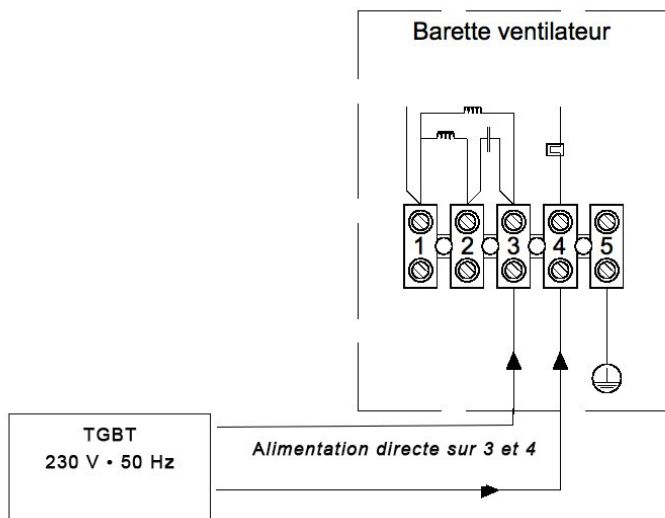 Barette ventilateur
1 2 3 4 5
TGBT
230 V • 50 Hz
Alimentation directe sur 3 et 4